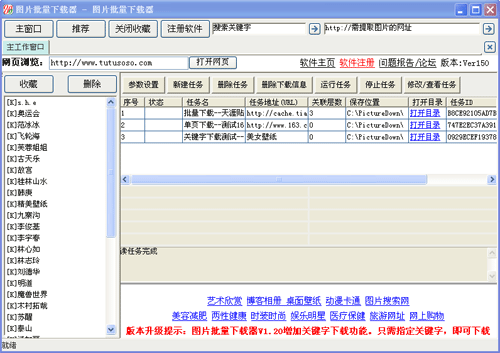 图片批量下载器 - 图片批量下载器
主窗口 推荐 关闭收藏 注册软件 搜索关键字 http://需提取图片的网址
主工作窗口
网页浏览: http://www.tutusoso.com 打开网页 软件主页 软件注册 问题报告/论坛 版本:Ver150
收藏 删除 参数设置 新建任务 删除任务 删除下载信息 运行任务 停止任务 修改/查看任务
序号 状态 任务名 任务地址(URL) 关联层数 保存位置 打开目录 任务ID
1 批量下载--天涯贴 http://cache.tia 3 C:\PictureDown\ 打开目录 B8CE92105AD7B
2 单页下载--测试16 http://www.163.c 0 C:\PictureDown\ 打开目录 747E2EC37A391
3 关键字下载测试-- 美女壁纸 0 C:\PictureDown\ 打开目录 0929ECEF19378
[K]s.h.e
[K]奥运会
[K]范冰冰
[K]飞轮海
[K]芙蓉姐姐
[K]古天乐
[K]故宫
[K]桂林山水
[K]韩庚
[K]精美壁纸
[K]九寨沟
[K]李俊基
[K]李宇春
[K]林心如
[K]林志玲
[K]刘德华
[K]明道
[K]魔兽世界
[K]木村拓哉
[K]苏醒
[K]泰山
读任务完成
艺术欣赏 博客相册 桌面壁纸 动漫卡通 图片搜索网
美容减肥 两性健康 时装时尚 娱乐明星 医疗保健 旅游网址 网上购物
版本升级提示: 图片批量下载器V1.20增加关键字下载功能。只需指定关键字，即可下载
就绪